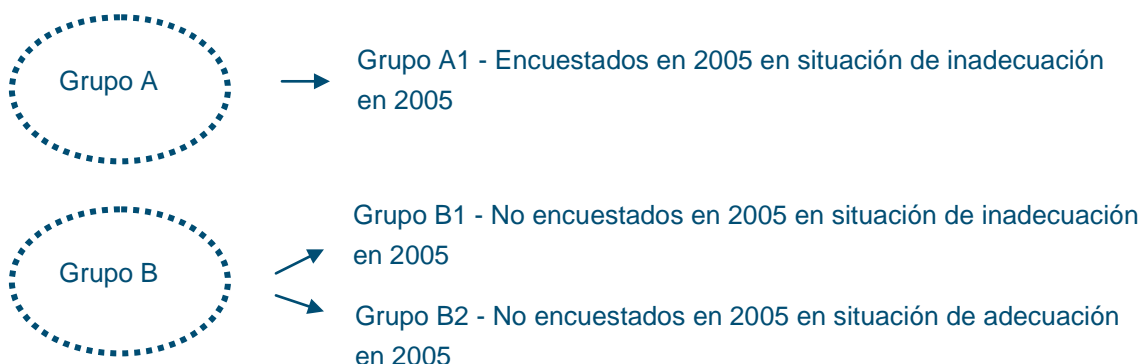 Grupo A
Grupo A1 - Encuestados en 2005 en situación de inadecuación
en 2005
Grupo B
Grupo B1 - No encuestados en 2005 en situación de inadecuación
en 2005
Grupo B2 - No encuestados en 2005 en situación de adecuación
en 2005